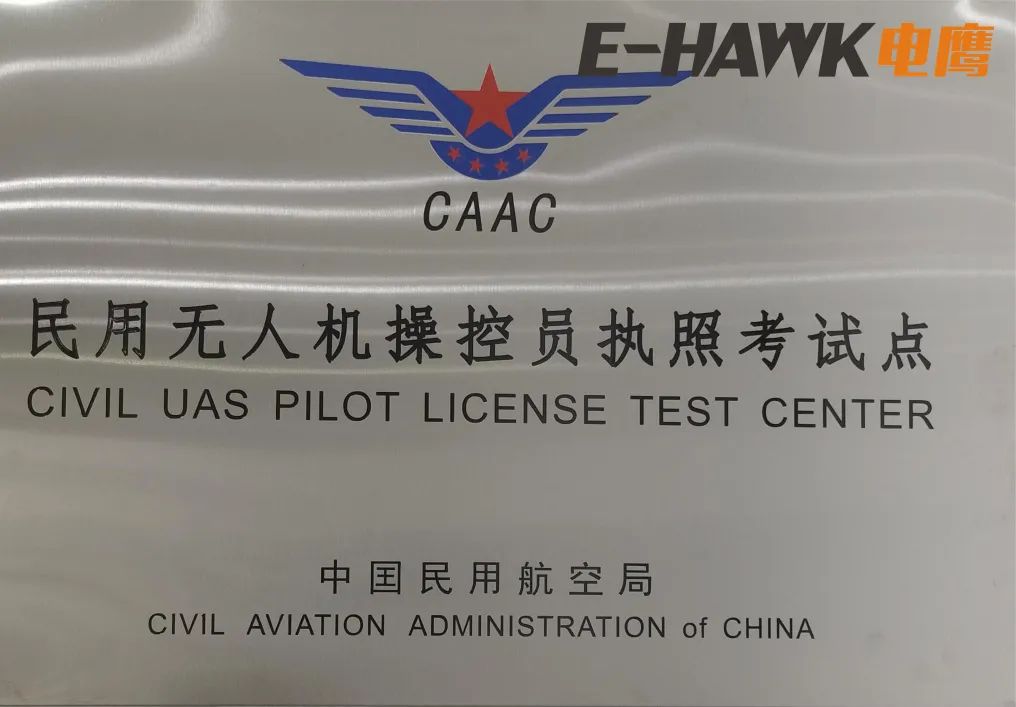 E-HAWK电鹰
CAAC
民用无人机操控员执照考试点
CIVIL UAS PILOT LICENSE TEST CENTER
中国民用航空局
CIVIL AVIATION ADMINISTRATION of CHINA